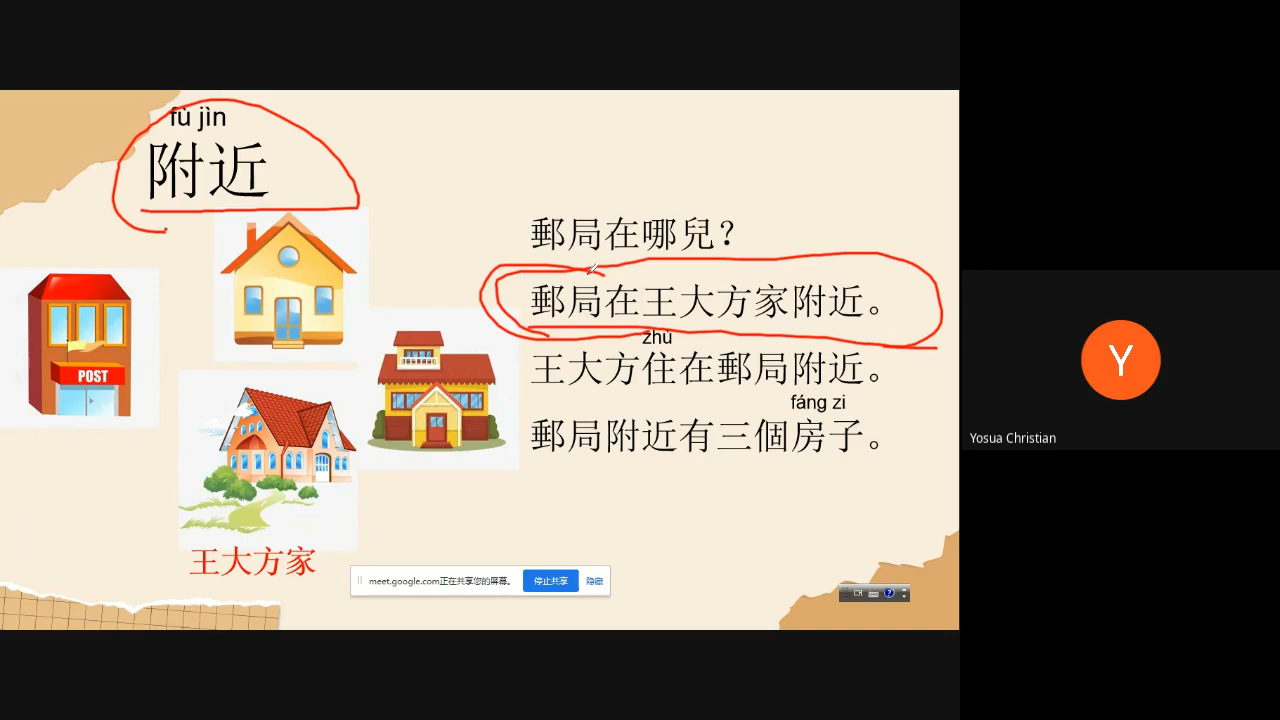 fù jìn
附近
郵局在哪兒？
郵局在王大方家附近。
zhù
王大方住在郵局附近。
fáng zi
郵局附近有三個房子。
POST
王大方家
meet.google.com正在共享您的屏幕。
停止共享
隐藏
CH
?
Y
Yosua Christian